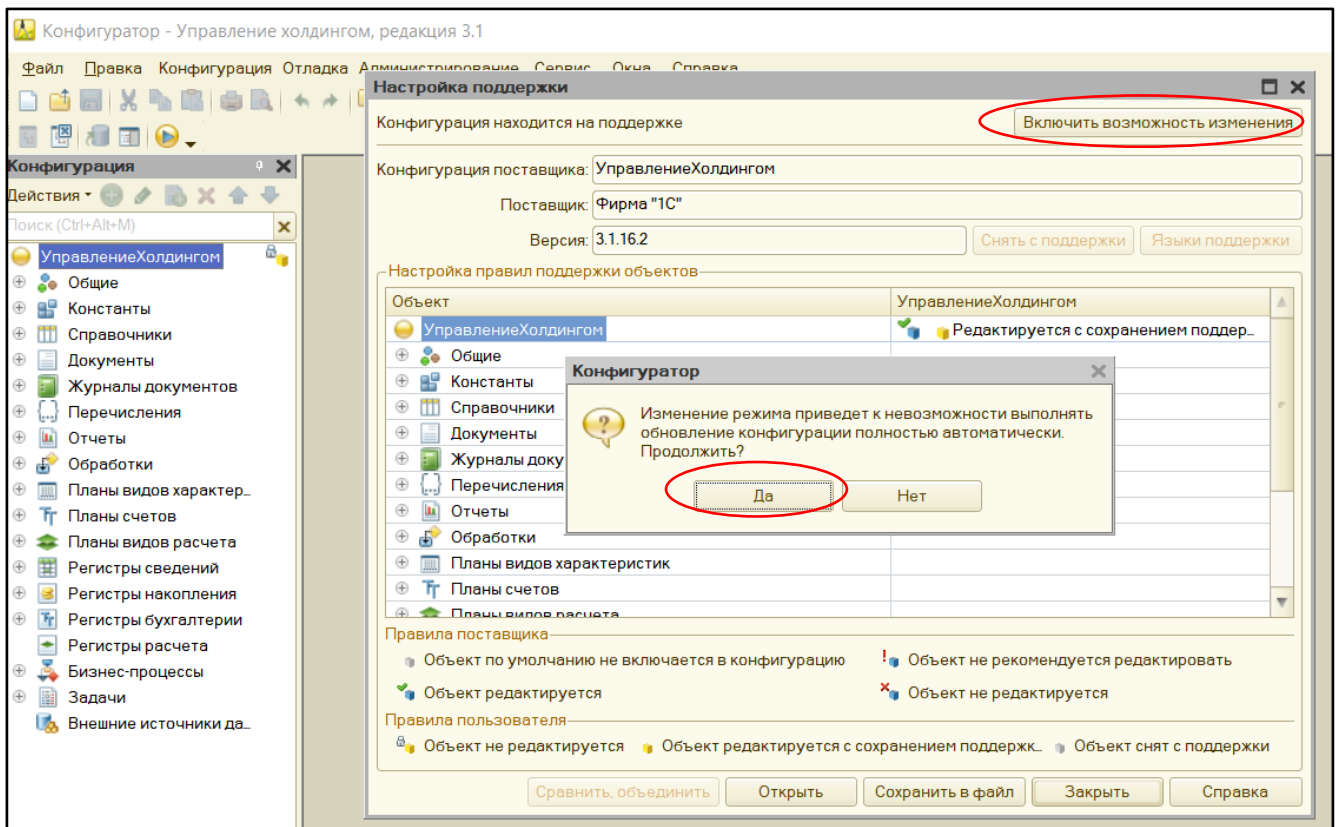 Конфигуратор - Управление холдингом, редакция 3.1
Файл Правка Конфигурация Отладка Администрирование Сервис Окна Справка
Настройка поддержки
Конфигурация находится на поддержке
Включить возможность изменения
Конфигурация
Действия
Поиск (Ctrl+Alt+M)
УправлениеХолдингом
Общие
Константы
Справочники
Документы
Журналы документов
Перечисления
Отчеты
Обработки
Планы видов характер...
Планы счетов
Планы видов расчета
Регистры сведений
Регистры накопления
Регистры бухгалтерии
Регистры расчета
Бизнес-процессы
Задачи
Внешние источники да...
Конфигурация поставщика: УправлениеХолдингом
Поставщик: Фирма "1С"
Версия: 3.1.16.2
Снять с поддержки
Языки поддержки
Настройка правил поддержки объектов
Объект УправлениеХолдингом
УправлениеХолдингом Редактируется с сохранением поддер...
Общие
Константы
Справочники
Документы
Журналы доку
Перечисления
Отчеты
Обработки
Планы видов характеристик
Планы счетов
Планы видов расчета
Конфигуратор
Изменение режима приведет к невозможности выполнять
обновление конфигурации полностью автоматически.
Продолжить?
Да Нет
Правила поставщика
Объект по умолчанию не включается в конфигурацию Объект не рекомендуется редактировать
Объект редактируется Объект не редактируется
Правила пользователя
Объект не редактируется Объект редактируется с сохранением поддержк... Объект снят с поддержки
Сравнить, объединить Открыть Сохранить в файл Закрыть Справка